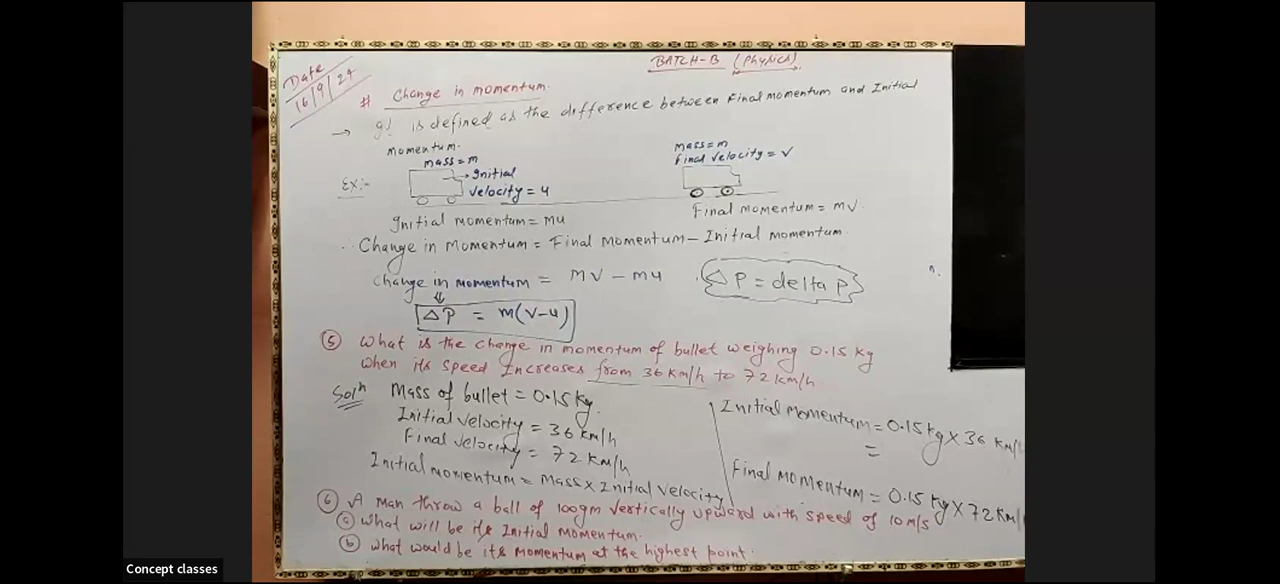 BATCH-B (Physics)
Date
16/9/24
# Change in momentum.
→ It is defined as the difference between Final momentum and Initial
momentum.
Ex:-
mass = m
Initial
velocity = u
mass = m
Final velocity = v
Initial momentum = mu
Final momentum = mv.
Change in Momentum = Final Momentum - Initial momentum.
Change in momentum = mv - mu
△P = delta P
⇓
△P = m(v-u)
⑤ What is the change in momentum of bullet weighing 0.15 kg
when its speed Increases from 36 km/h to 72 km/h
Solⁿ Mass of bullet = 0.15 kg.
Initial velocity = 36 km/h
Final velocity = 72 km/h
Initial momentum = Mass x Initial velocity
Initial momentum = 0.15 kg x 36 km/
=
Final momentum = 0.15 kg x 72 km/
⑥ A man throw a ball of 100gm vertically upward with speed of 10 m/s
ⓐ What will be its Initial momentum.
ⓑ What would be its momentum at the highest point.
Concept classes